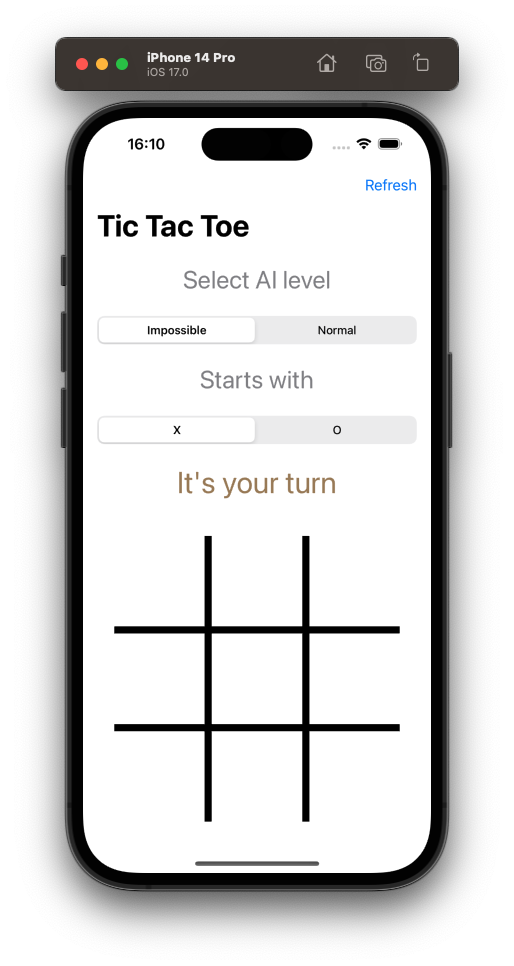 iPhone 14 Pro
iOS 17.0
16:10
Refresh
Tic Tac Toe
Select AI level
Impossible Normal
Starts with
X O
It's your turn